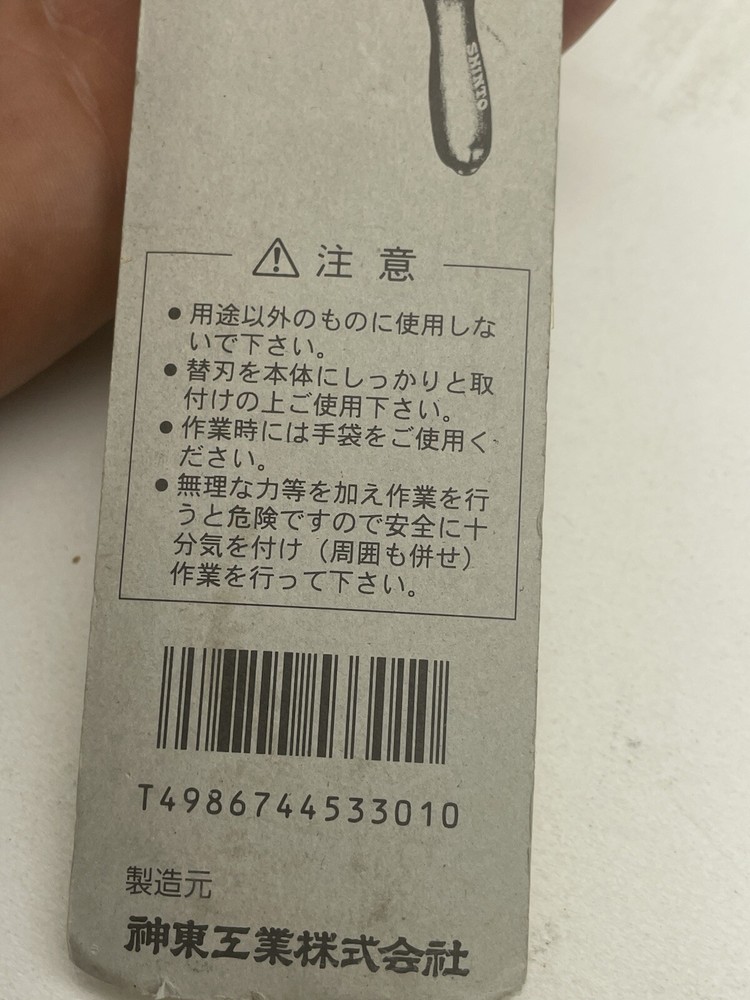 SHINTO
⚠ 注意
●用途以外のものに使用しな
いで下さい。
●替刃を本体にしっかりと取
付けの上ご使用下さい。
●作業時には手袋をご使用く
ださい。
●無理な力等を加え作業を行
うと危険ですので安全に十
分気を付け（周囲も併せ）
作業を行って下さい。
T4986744533010
製造元
神東工業株式会社